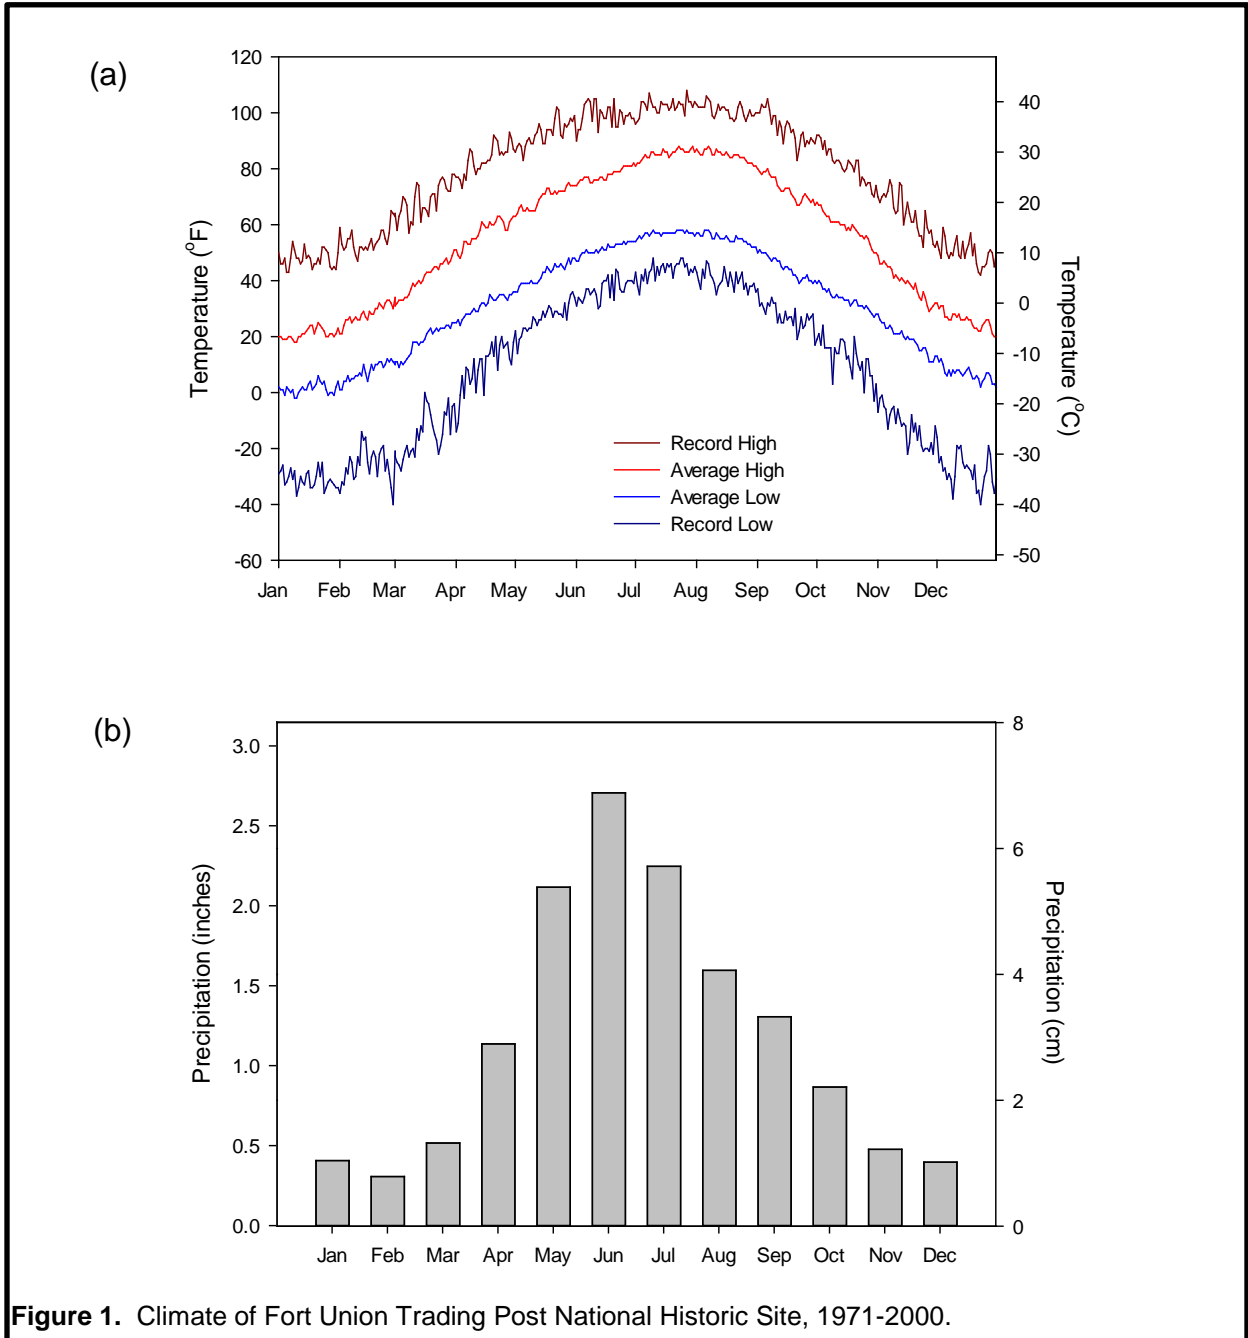 (a)
120
100
80
60
40
20
0
-20
-40
-60
Temperature (°F)
40
30
20
10
0
-10
-20
-30
-40
-50
Temperature (°C)
Record High
Average High
Average Low
Record Low
Jan Feb Mar Apr May Jun Jul Aug Sep Oct Nov Dec
(b)
3.0
2.5
2.0
1.5
1.0
0.5
0.0
Precipitation (inches)
8
6
4
2
0
Precipitation (cm)
Jan Feb Mar Apr May Jun Jul Aug Sep Oct Nov Dec
Figure 1. Climate of Fort Union Trading Post National Historic Site, 1971-2000.